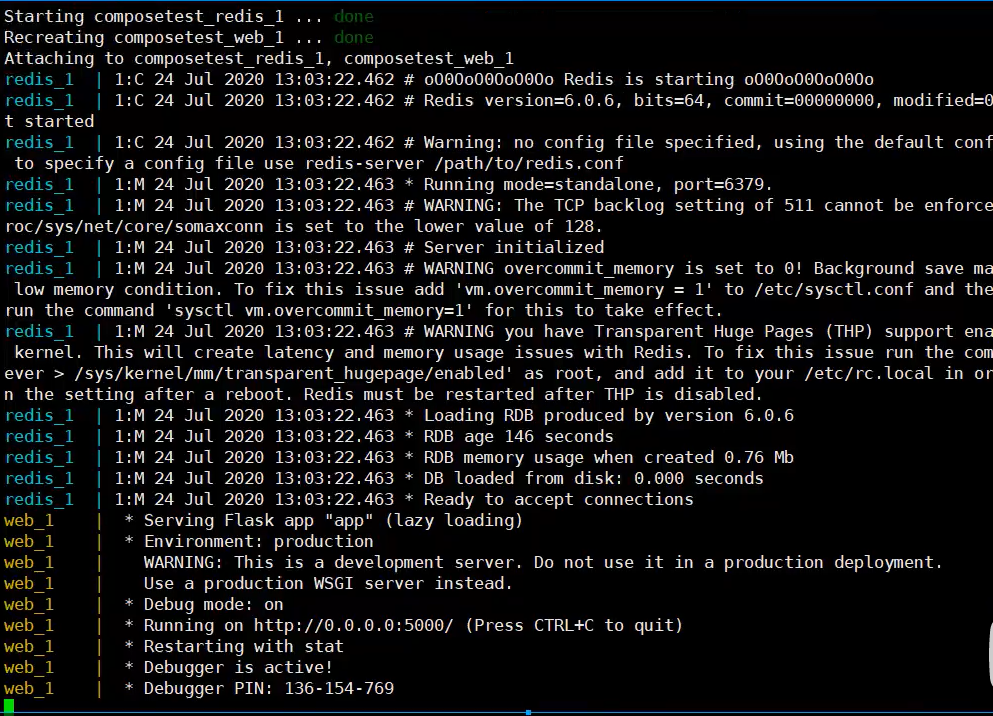 Starting composetest_redis_1 ... done
Recreating composetest_web_1 ... done
Attaching to composetest_redis_1, composetest_web_1
redis_1  | 1:C 24 Jul 2020 13:03:22.462 # oO0OoO0OoO0Oo Redis is starting oO0OoO0OoO0Oo
redis_1  | 1:C 24 Jul 2020 13:03:22.462 # Redis version=6.0.6, bits=64, commit=00000000, modified=0
t started
redis_1  | 1:C 24 Jul 2020 13:03:22.462 # Warning: no config file specified, using the default conf
 to specify a config file use redis-server /path/to/redis.conf
redis_1  | 1:M 24 Jul 2020 13:03:22.463 * Running mode=standalone, port=6379.
redis_1  | 1:M 24 Jul 2020 13:03:22.463 # WARNING: The TCP backlog setting of 511 cannot be enforce
roc/sys/net/core/somaxconn is set to the lower value of 128.
redis_1  | 1:M 24 Jul 2020 13:03:22.463 # Server initialized
redis_1  | 1:M 24 Jul 2020 13:03:22.463 # WARNING overcommit_memory is set to 0! Background save ma
 low memory condition. To fix this issue add 'vm.overcommit_memory = 1' to /etc/sysctl.conf and the
run the command 'sysctl vm.overcommit_memory=1' for this to take effect.
redis_1  | 1:M 24 Jul 2020 13:03:22.463 # WARNING you have Transparent Huge Pages (THP) support ena
 kernel. This will create latency and memory usage issues with Redis. To fix this issue run the com
ever > /sys/kernel/mm/transparent_hugepage/enabled' as root, and add it to your /etc/rc.local in or
n the setting after a reboot. Redis must be restarted after THP is disabled.
redis_1  | 1:M 24 Jul 2020 13:03:22.463 * Loading RDB produced by version 6.0.6
redis_1  | 1:M 24 Jul 2020 13:03:22.463 * RDB age 146 seconds
redis_1  | 1:M 24 Jul 2020 13:03:22.463 * RDB memory usage when created 0.76 Mb
redis_1  | 1:M 24 Jul 2020 13:03:22.463 * DB loaded from disk: 0.000 seconds
redis_1  | 1:M 24 Jul 2020 13:03:22.463 * Ready to accept connections
web_1    |  * Serving Flask app "app" (lazy loading)
web_1    |  * Environment: production
web_1    |    WARNING: This is a development server. Do not use it in a production deployment.
web_1    |    Use a production WSGI server instead.
web_1    |  * Debug mode: on
web_1    |  * Running on http://0.0.0.0:5000/ (Press CTRL+C to quit)
web_1    |  * Restarting with stat
web_1    |  * Debugger is active!
web_1    |  * Debugger PIN: 136-154-769